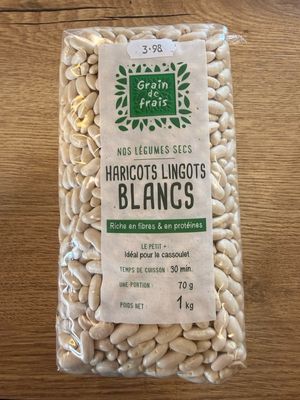 3.98
Grain
de
frais
NOS LÉGUMES SECS
HARICOTS LINGOTS
BLANCS
Riche en fibres & en protéines
LE PETIT +
Idéal pour le cassoulet
TEMPS DE CUISSON : 30 min.
UNE PORTION : 70 g
POIDS NET : 1 kg